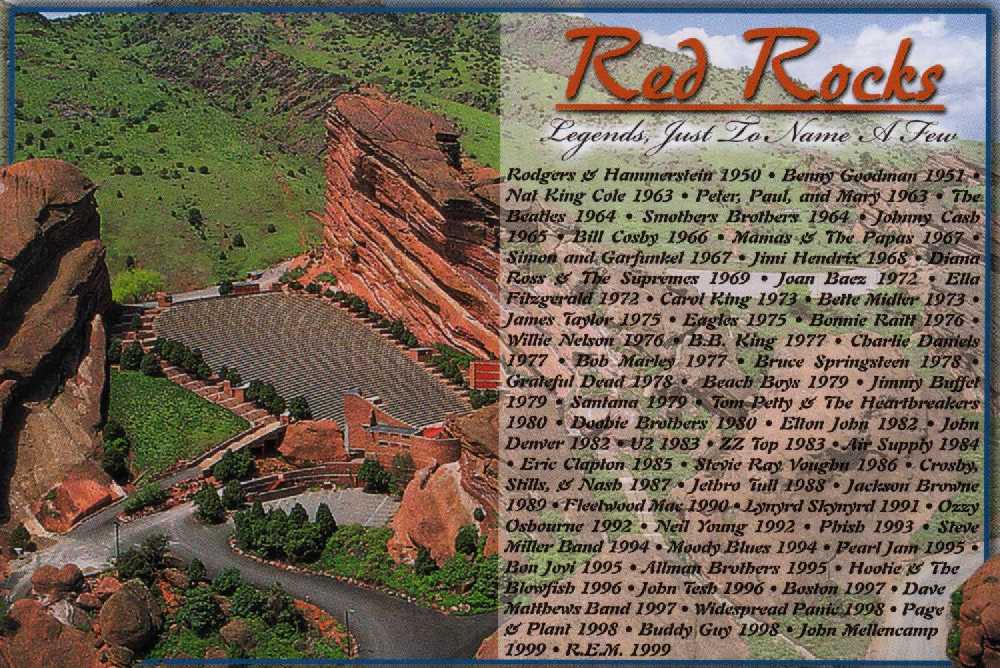 Red Rocks
Legends, Just To Name A Few
Rodgers & Hammerstein 1950 • Benny Goodman 1951 •
Nat King Cole 1963 • Peter, Paul, and Mary 1963 • The
Beatles 1964 • Smothers Brothers 1964 • Johnny Cash
1965 • Bill Cosby 1966 • Mamas & The Papas 1967 •
Simon and Garfunkel 1967 • Jimi Hendrix 1968 • Diana
Ross & The Supremes 1969 • Joan Baez 1972 • Ella
Fitzgerald 1972 • Carol King 1973 • Bette Midler 1973 •
James Taylor 1975 • Eagles 1975 • Bonnie Raitt 1976 •
Willie Nelson 1976 • B.B. King 1977 • Charlie Daniels
1977 • Bob Marley 1977 • Bruce Springsteen 1978 •
Grateful Dead 1978 • Beach Boys 1979 • Jimmy Buffet
1979 • Santana 1979 • Tom Petty & The Heartbreakers
1980 • Doobie Brothers 1980 • Elton John 1982 • John
Denver 1982 • U2 1983 • ZZ Top 1983 • Air Supply 1984
• Eric Clapton 1985 • Stevie Ray Voughn 1986 • Crosby,
Stills, & Nash 1987 • Jethro Tull 1988 • Jackson Browne
1989 • Fleetwood Mac 1990 • Lynyrd Skynyrd 1991 • Ozzy
Osbourne 1992 • Neil Young 1992 • Phish 1993 • Steve
Miller Band 1994 • Moody Blues 1994 • Pearl Jam 1995 •
Bon Jovi 1995 • Allman Brothers 1995 • Hootie & The
Blowfish 1996 • John Tesh 1996 • Boston 1997 • Dave
Matthews Band 1997 • Widespread Panic 1998 • Page
& Plant 1998 • Buddy Guy 1998 • John Mellencamp
1999 • R.E.M. 1999